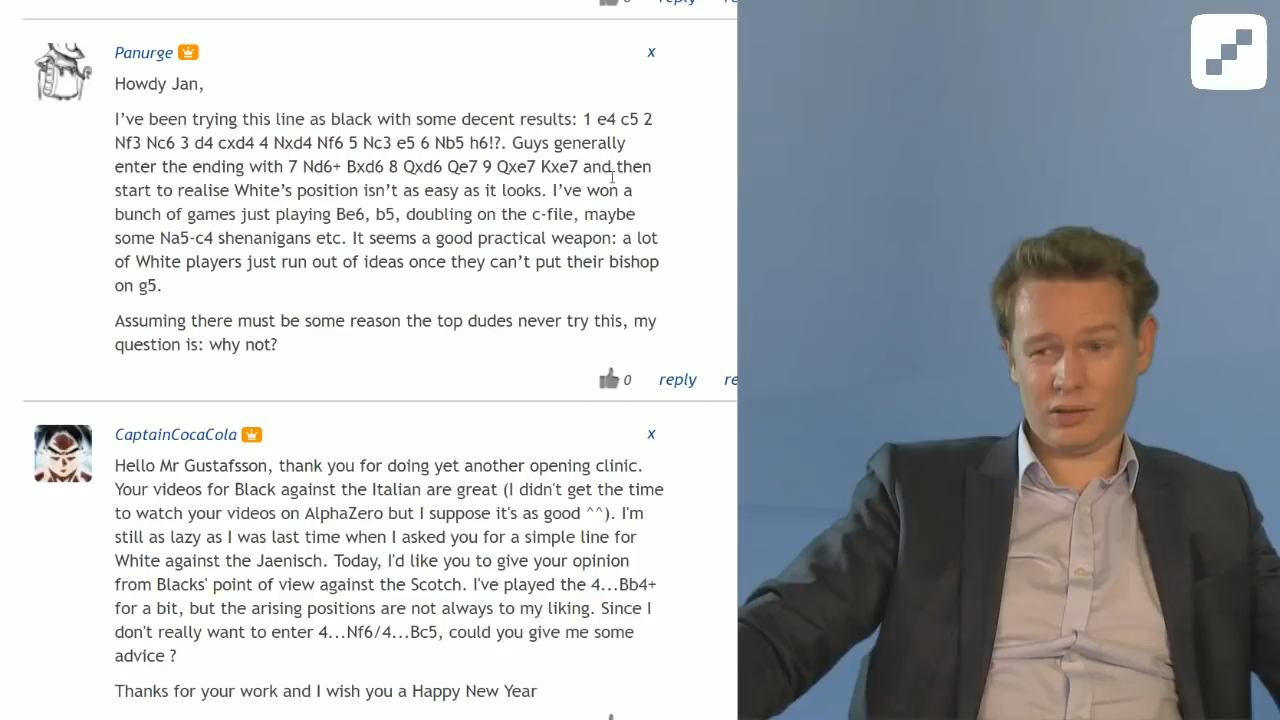 reply
Panurge
x
Howdy Jan,
I’ve been trying this line as black with some decent results: 1 e4 c5 2
Nf3 Nc6 3 d4 cxd4 4 Nxd4 Nf6 5 Nc3 e5 6 Nb5 h6!?. Guys generally
enter the ending with 7 Nd6+ Bxd6 8 Qxd6 Qe7 9 Qxe7 Kxe7 and then
start to realise White’s position isn’t as easy as it looks. I’ve won a
bunch of games just playing Be6, b5, doubling on the c-file, maybe
some Na5-c4 shenanigans etc. It seems a good practical weapon: a lot
of White players just run out of ideas once they can’t put their bishop
on g5.
Assuming there must be some reason the top dudes never try this, my
question is: why not?
0 reply re
CaptainCocaCola
x
Hello Mr Gustafsson, thank you for doing yet another opening clinic.
Your videos for Black against the Italian are great (I didn't get the time
to watch your videos on AlphaZero but I suppose it's as good ^^). I'm
still as lazy as I was last time when I asked you for a simple line for
White against the Jaenisch. Today, I'd like you to give your opinion
from Blacks' point of view against the Scotch. I've played the 4...Bb4+
for a bit, but the arising positions are not always to my liking. Since I
don't really want to enter 4...Nf6/4...Bc5, could you give me some
advice ?
Thanks for your work and I wish you a Happy New Year